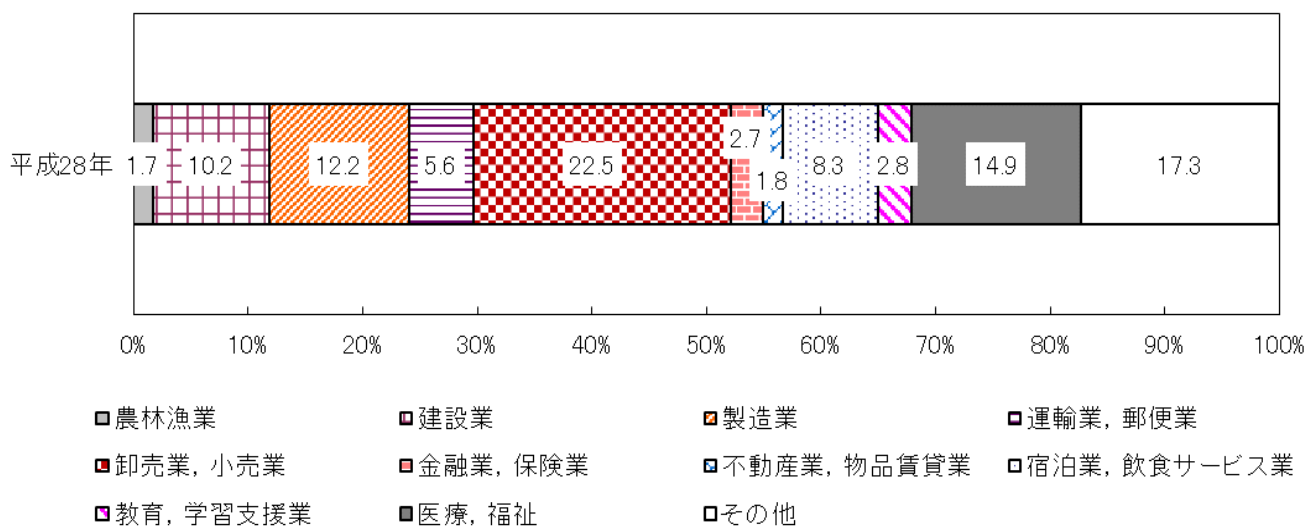 平成28年
1.7
10.2
12.2
5.6
22.5
2.7
1.8
8.3
2.8
14.9
17.3
0% 10% 20% 30% 40% 50% 60% 70% 80% 90% 100%
農林漁業 建設業 製造業 運輸業, 郵便業
卸売業, 小売業 金融業, 保険業 不動産業, 物品賃貸業 宿泊業, 飲食サービス業
教育, 学習支援業 医療, 福祉 その他